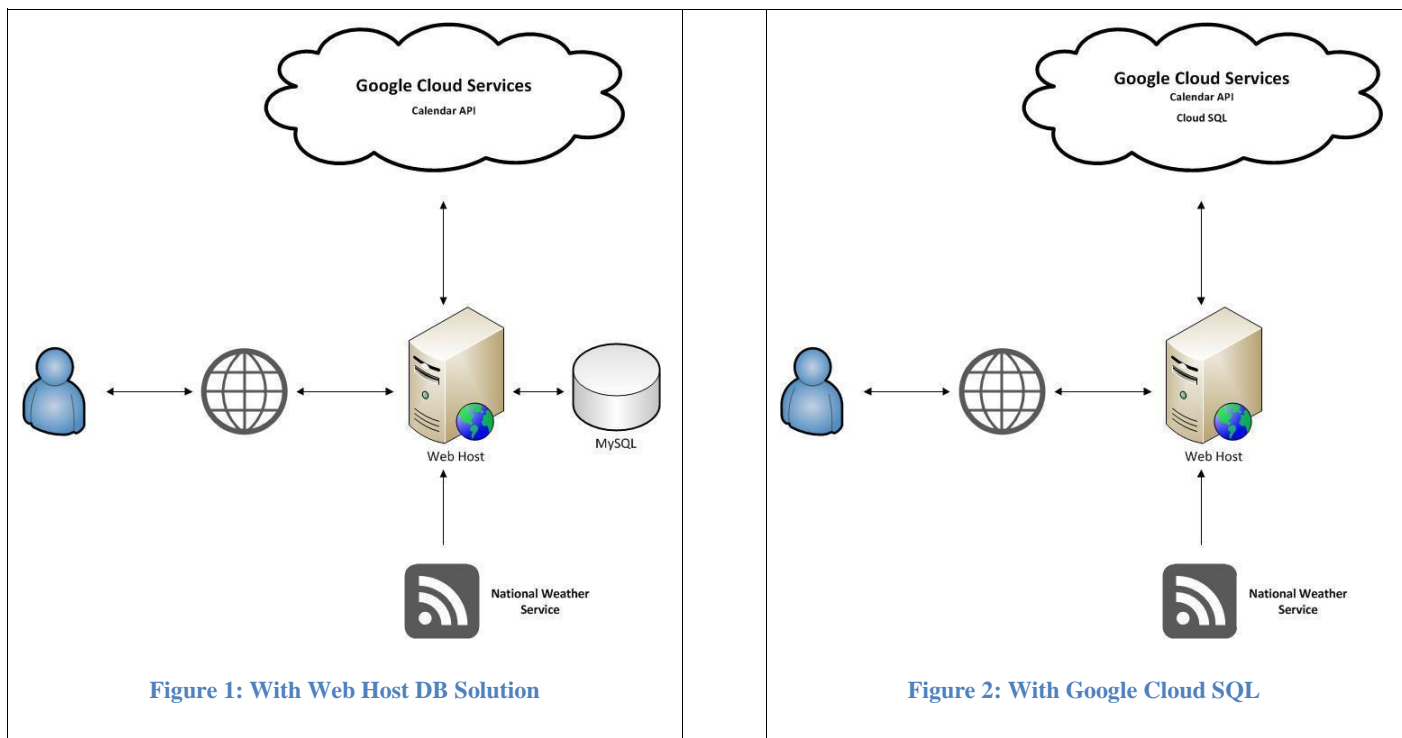 Google Cloud Services
Calendar API
Web Host
MySQL
National Weather
Service
Figure 1: With Web Host DB Solution
Google Cloud Services
Calendar API
Cloud SQL
Web Host
National Weather
Service
Figure 2: With Google Cloud SQL